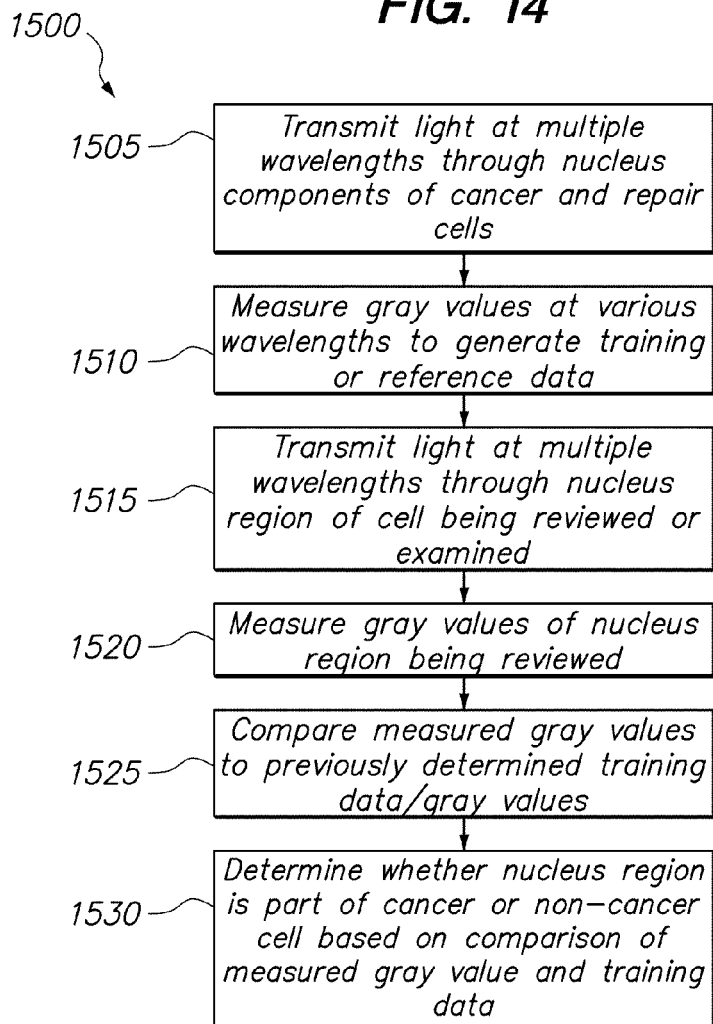 FIG. 14
1500
1505
Transmit light at multiple
wavelengths through nucleus
components of cancer and repair
cells
1510
Measure gray values at various
wavelengths to generate training
or reference data
1515
Transmit light at multiple
wavelengths through nucleus
region of cell being reviewed or
examined
1520
Measure gray values of nucleus
region being reviewed
1525
Compare measured gray values
to previously determined training
data/gray values
1530
Determine whether nucleus region
is part of cancer or non-cancer
cell based on comparison of
measured gray value and training
data